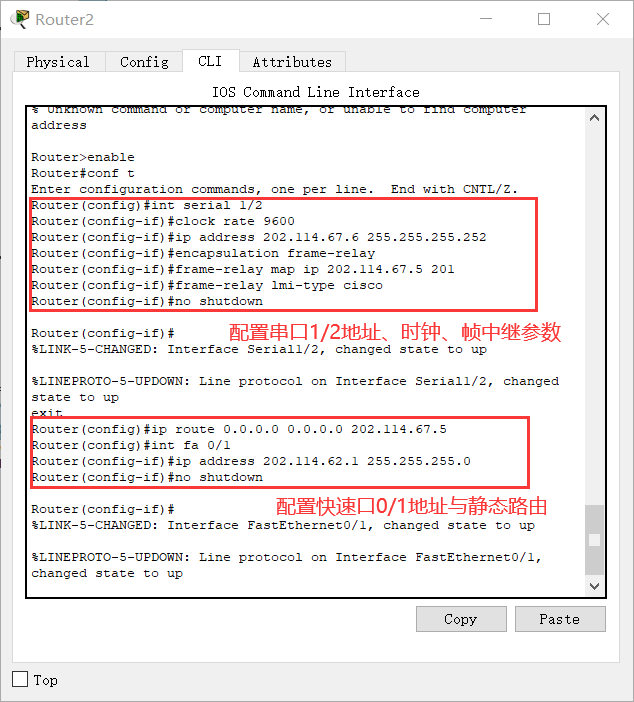 Router2
Physical Config CLI Attributes
IOS Command Line Interface
% Unknown command or computer name, or unable to find computer
address
Router>enable
Router#conf t
Enter configuration commands, one per line.  End with CNTL/Z.
Router(config)#int serial 1/2
Router(config-if)#clock rate 9600
Router(config-if)#ip address 202.114.67.6 255.255.255.252
Router(config-if)#encapsulation frame-relay
Router(config-if)#frame-relay map ip 202.114.67.5 201
Router(config-if)#frame-relay lmi-type cisco
Router(config-if)#no shutdown
Router(config-if)#
配置串口1/2地址、时钟、帧中继参数
%LINK-5-CHANGED: Interface Serial1/2, changed state to up
%LINEPROTO-5-UPDOWN: Line protocol on Interface Serial1/2, changed
state to up
exit
Router(config)#ip route 0.0.0.0 0.0.0.0 202.114.67.5
Router(config)#int fa 0/1
Router(config-if)#ip address 202.114.62.1 255.255.255.0
Router(config-if)#no shutdown
Router(config-if)#
配置快速口0/1地址与静态路由
%LINK-5-CHANGED: Interface FastEthernet0/1, changed state to up
%LINEPROTO-5-UPDOWN: Line protocol on Interface FastEthernet0/1,
changed state to up
Copy Paste
Top